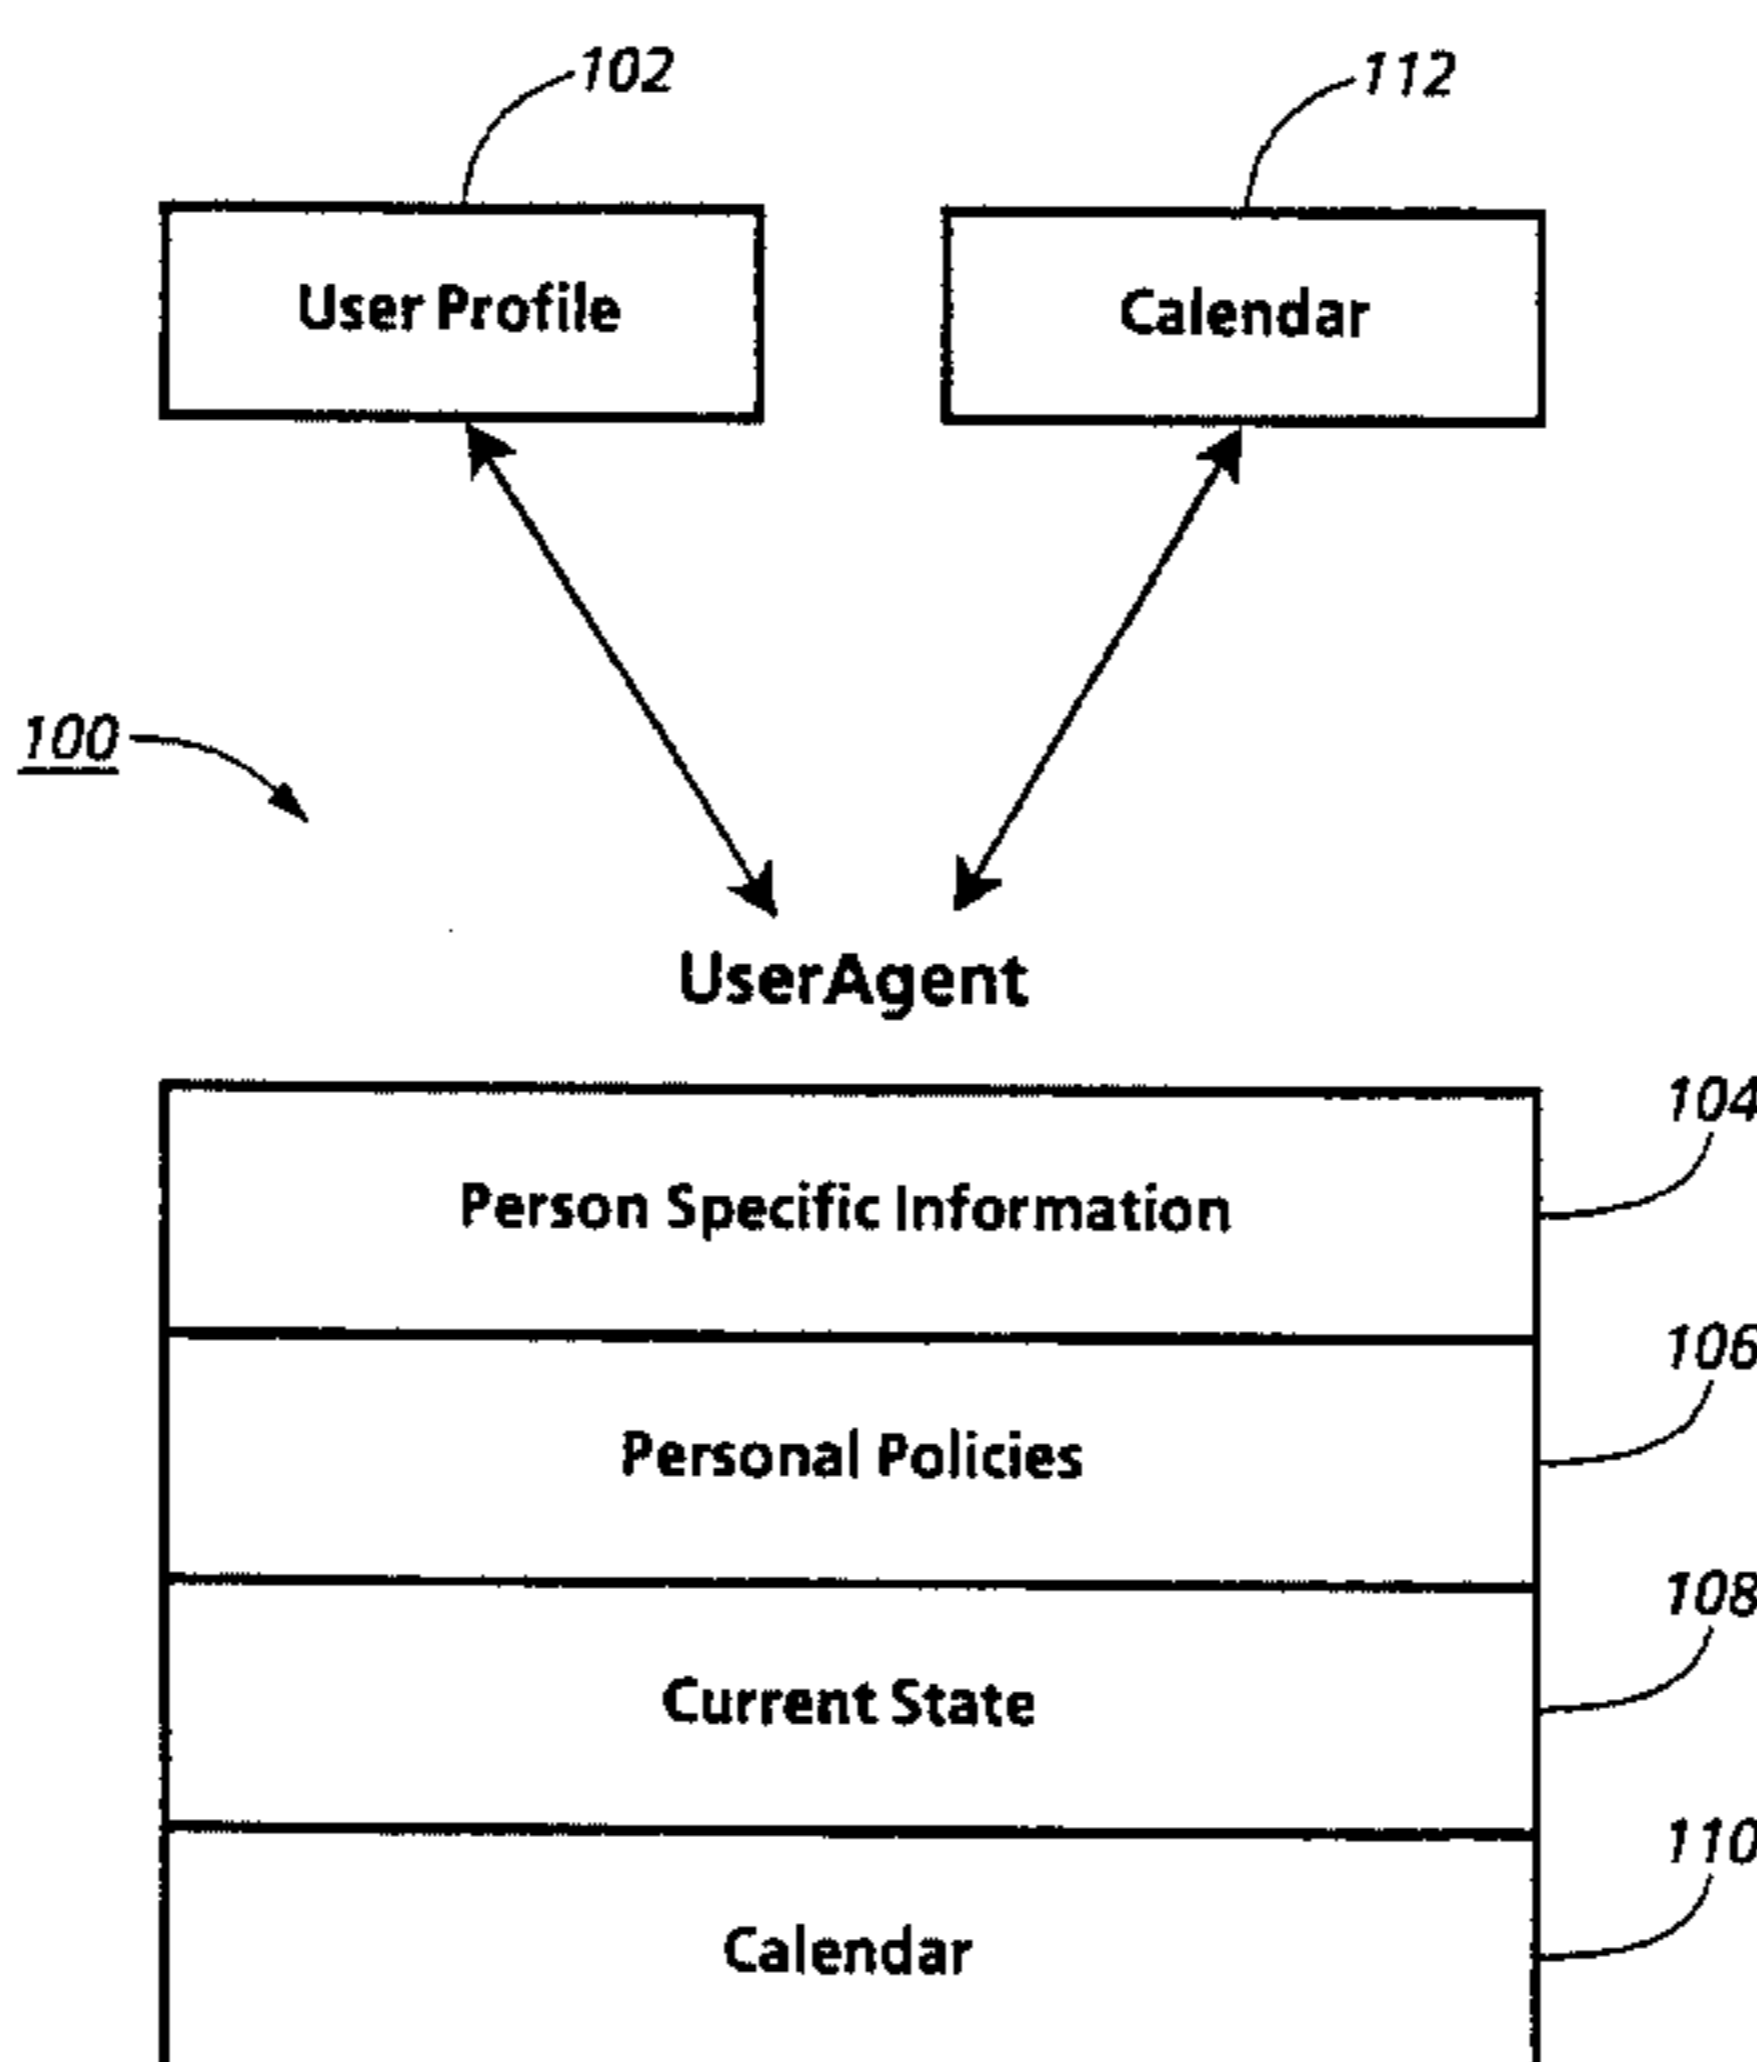 102
112
User Profile
Calendar
100
UserAgent
104
Person Specific Information
106
Personal Policies
108
Current State
110
Calendar